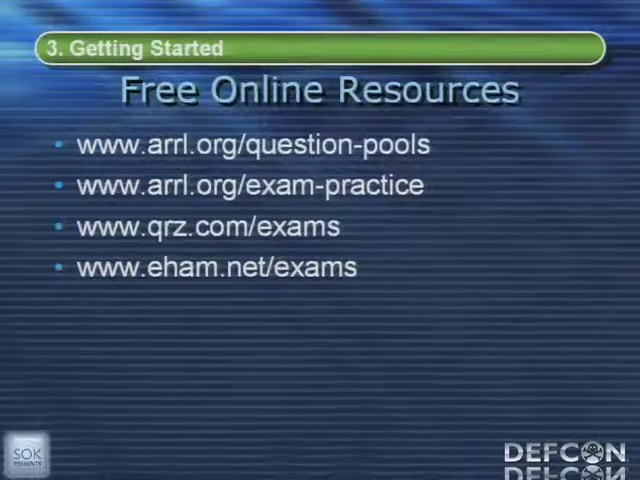 3. Getting Started
Free Online Resources
• www.arrl.org/question-pools
• www.arrl.org/exam-practice
• www.qrz.com/exams
• www.eham.net/exams
SOK
PRESENTS
DEFCON